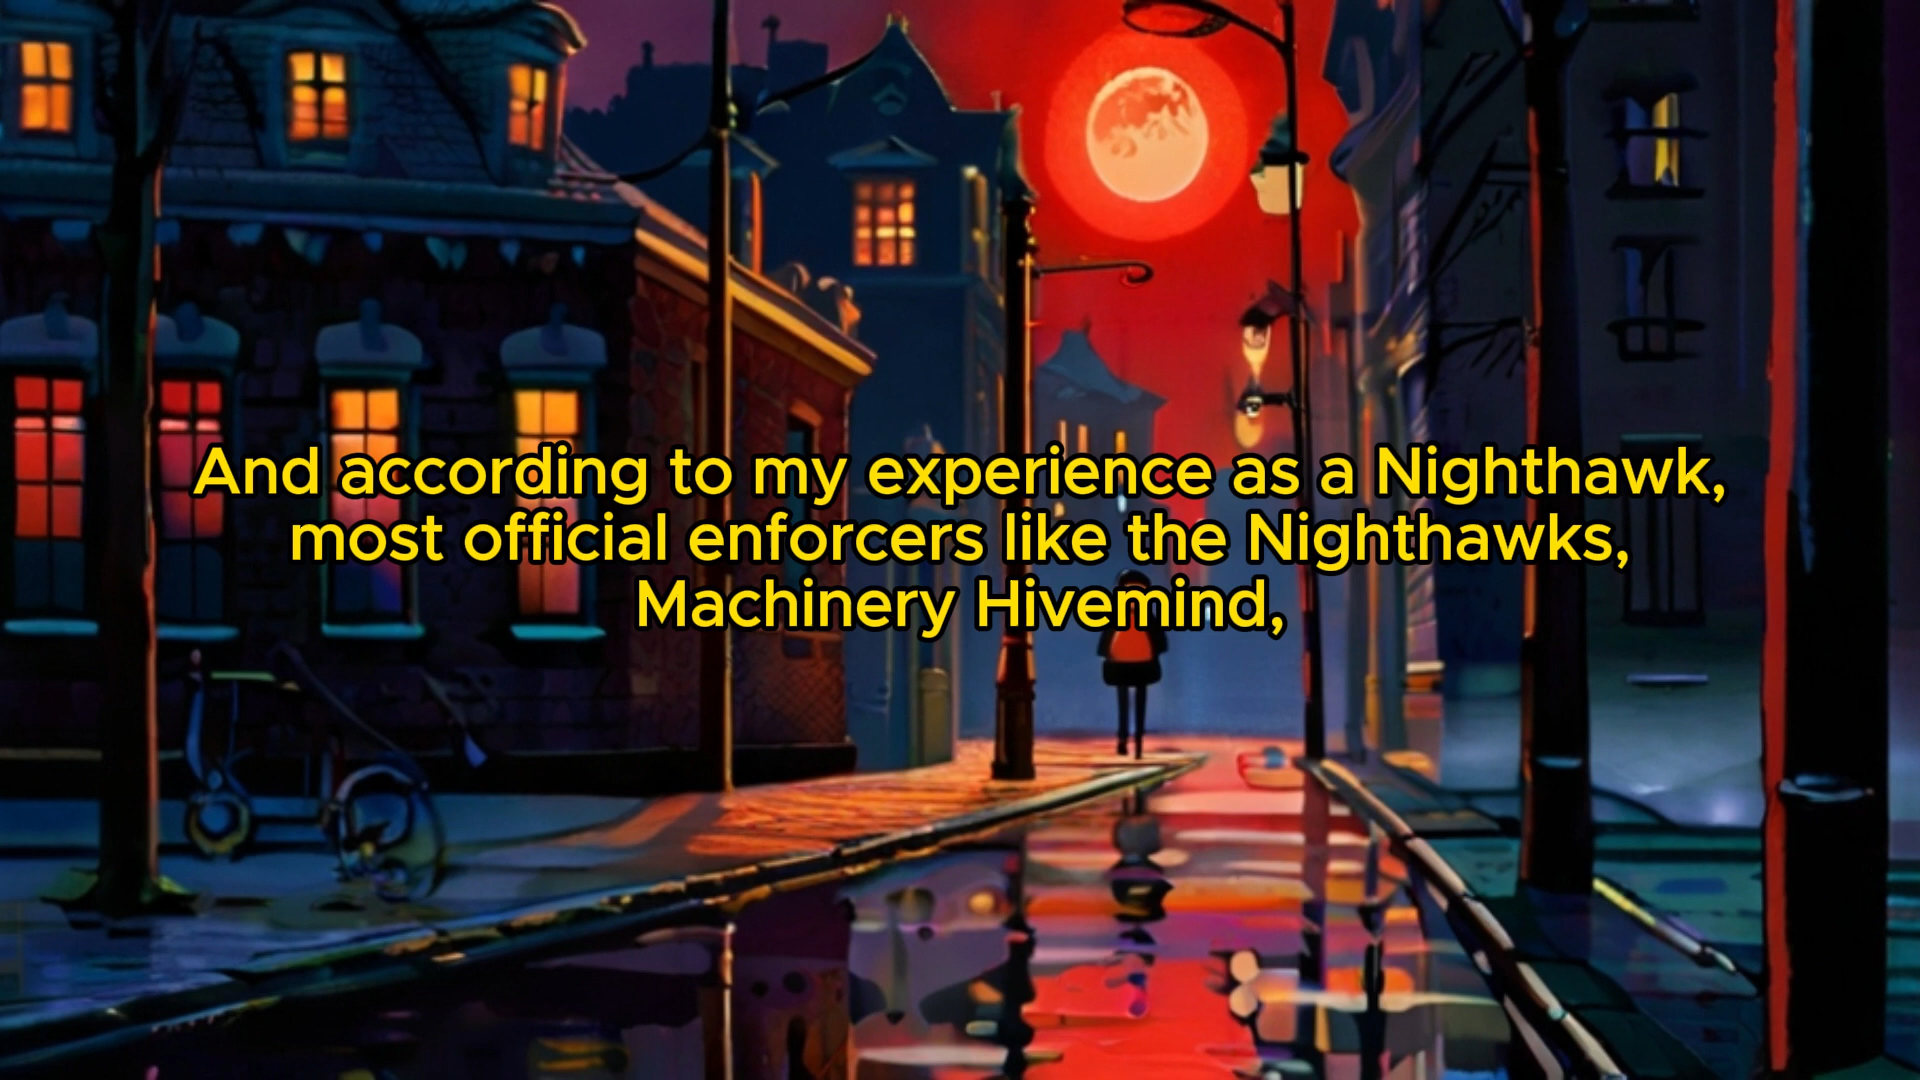 And according to my experience as a Nighthawk,
most official enforcers like the Nighthawks,
Machinery Hivemind,